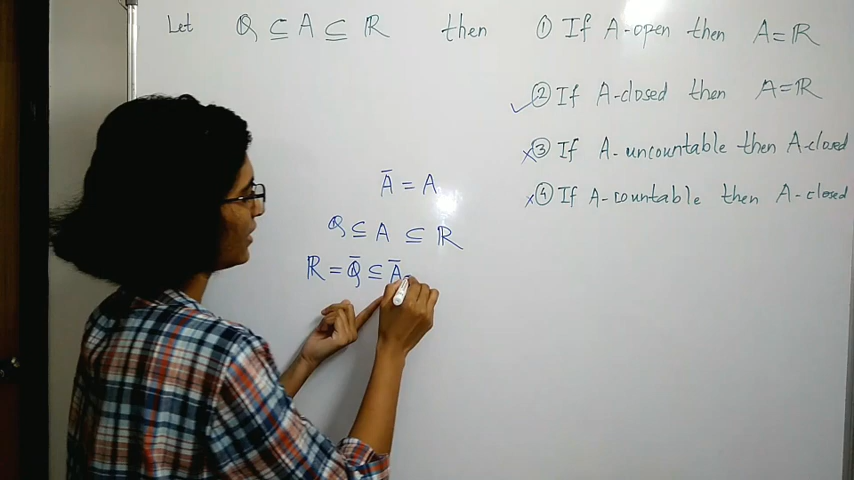 Let ℚ ⊆ A ⊆ ℝ then ① If A-open then A=ℝ
✓② If A-closed then A=ℝ
×③ If A-uncountable then A-closed
×④ If A-countable then A-closed
Ā = A
ℚ ⊆ A ⊆ ℝ
ℝ = ℚ̄ ⊆ Ā =